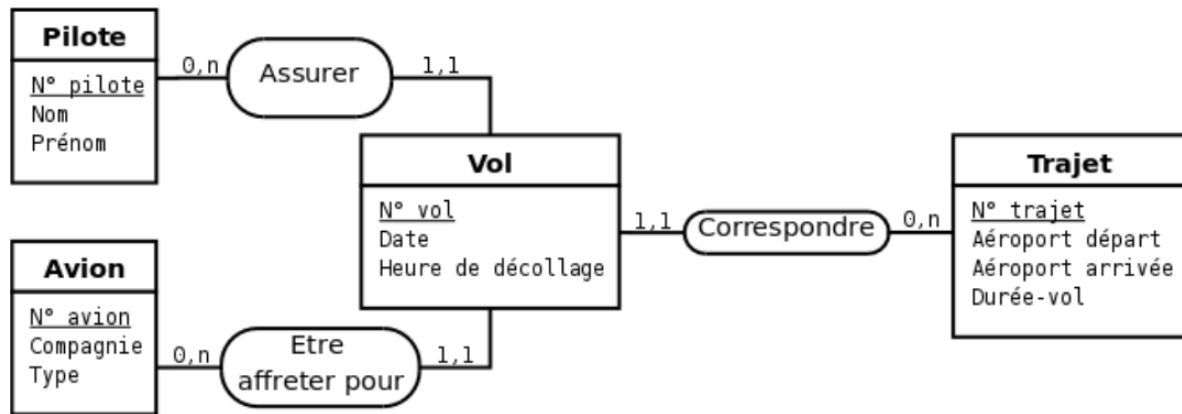 Pilote
N° pilote
Nom
Prénom
0,n
Assurer
1,1
Vol
N° vol
Date
Heure de décollage
1,1
Correspondre
0,n
Trajet
N° trajet
Aéroport départ
Aéroport arrivée
Durée-vol
Avion
N° avion
Compagnie
Type
0,n
Etre
affreter pour
1,1